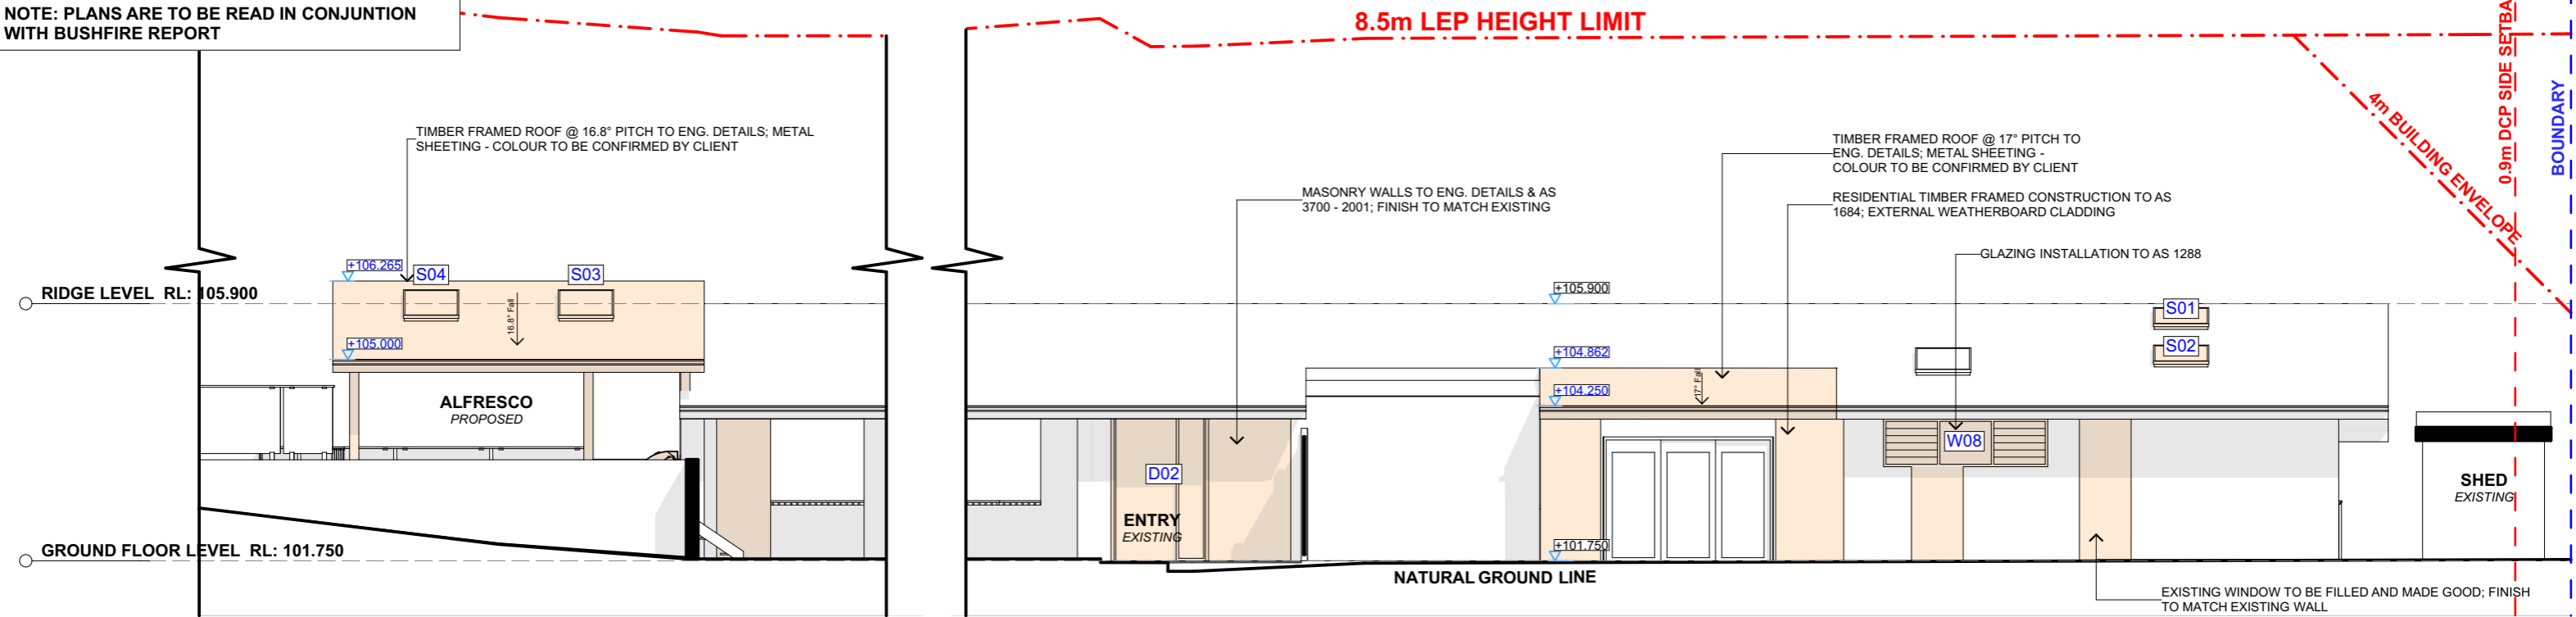 NOTE: PLANS ARE TO BE READ IN CONJUNTION
WITH BUSHFIRE REPORT
8.5m LEP HEIGHT LIMIT
0.9m DCP SIDE SETBA
BOUNDARY
4m BUILDING ENVELOPE
TIMBER FRAMED ROOF @ 16.8° PITCH TO ENG. DETAILS; METAL
SHEETING - COLOUR TO BE CONFIRMED BY CLIENT
TIMBER FRAMED ROOF @ 17° PITCH TO
ENG. DETAILS; METAL SHEETING -
COLOUR TO BE CONFIRMED BY CLIENT
MASONRY WALLS TO ENG. DETAILS & AS
3700 - 2001; FINISH TO MATCH EXISTING
RESIDENTIAL TIMBER FRAMED CONSTRUCTION TO AS
1684; EXTERNAL WEATHERBOARD CLADDING
GLAZING INSTALLATION TO AS 1288
+106.265
S04
S03
RIDGE LEVEL RL: 105.900
+105.900
16.8° Fall
S01
+105.000
+104.862
S02
17° Fall
+104.250
ALFRESCO
PROPOSED
W08
D02
SHED
EXISTING
ENTRY
EXISTING
GROUND FLOOR LEVEL RL: 101.750
+101.750
NATURAL GROUND LINE
EXISTING WINDOW TO BE FILLED AND MADE GOOD; FINISH
TO MATCH EXISTING WALL